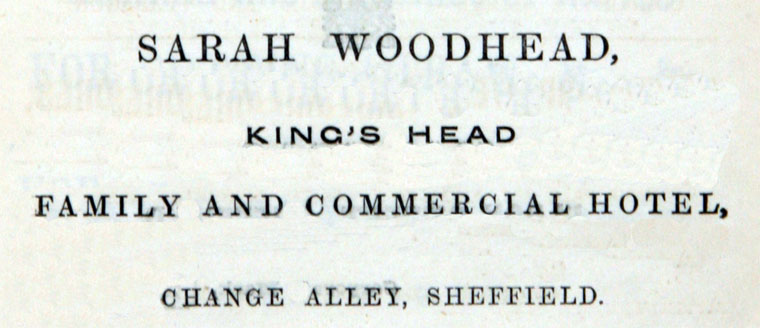 SARAH WOODHEAD,
KING'S HEAD
FAMILY AND COMMERCIAL HOTEL,
CHANGE ALLEY, SHEFFIELD.